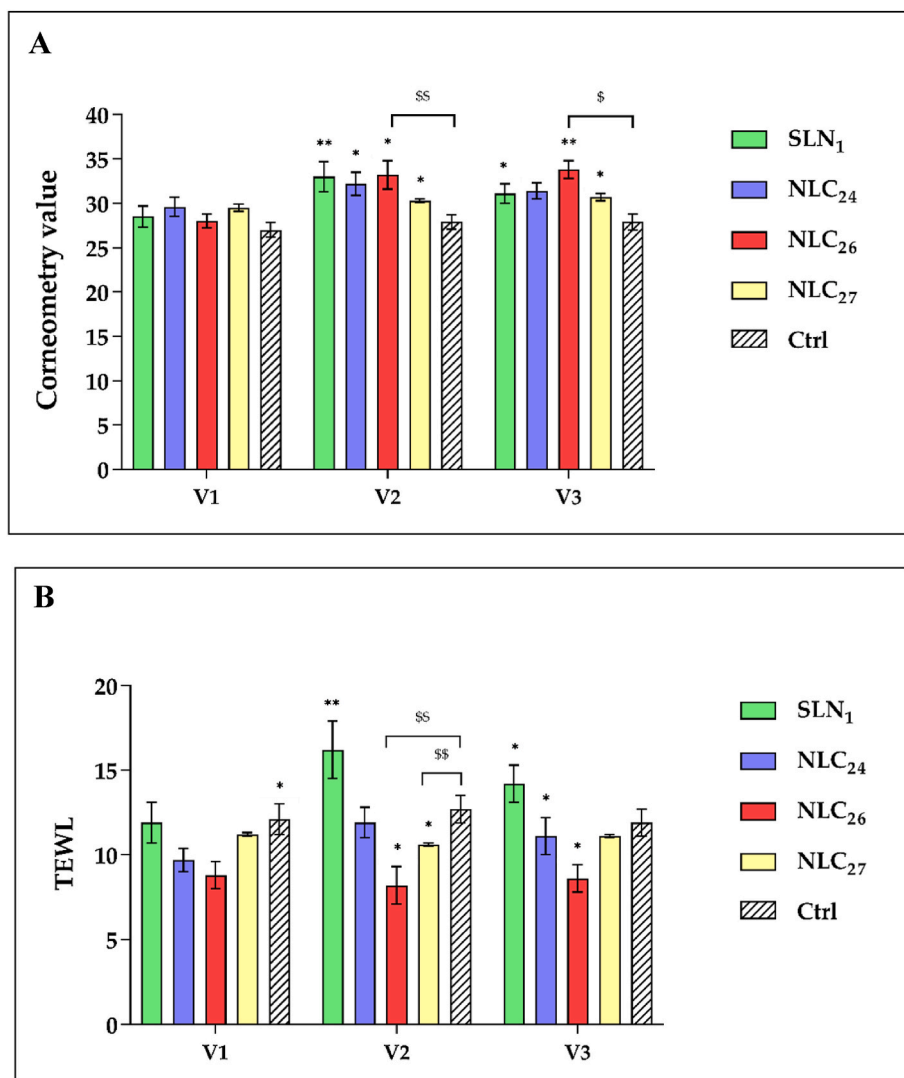 A
Corneometry value
40
35
30
25
20
15
10
5
0
** * * *
$$
* ** *
$
V1 V2 V3
SLN1
NLC24
NLC26
NLC27
Ctrl
B
TEWL
20
15
10
5
0
*
** * *
$$
$$
* * *
V1 V2 V3
SLN1
NLC24
NLC26
NLC27
Ctrl